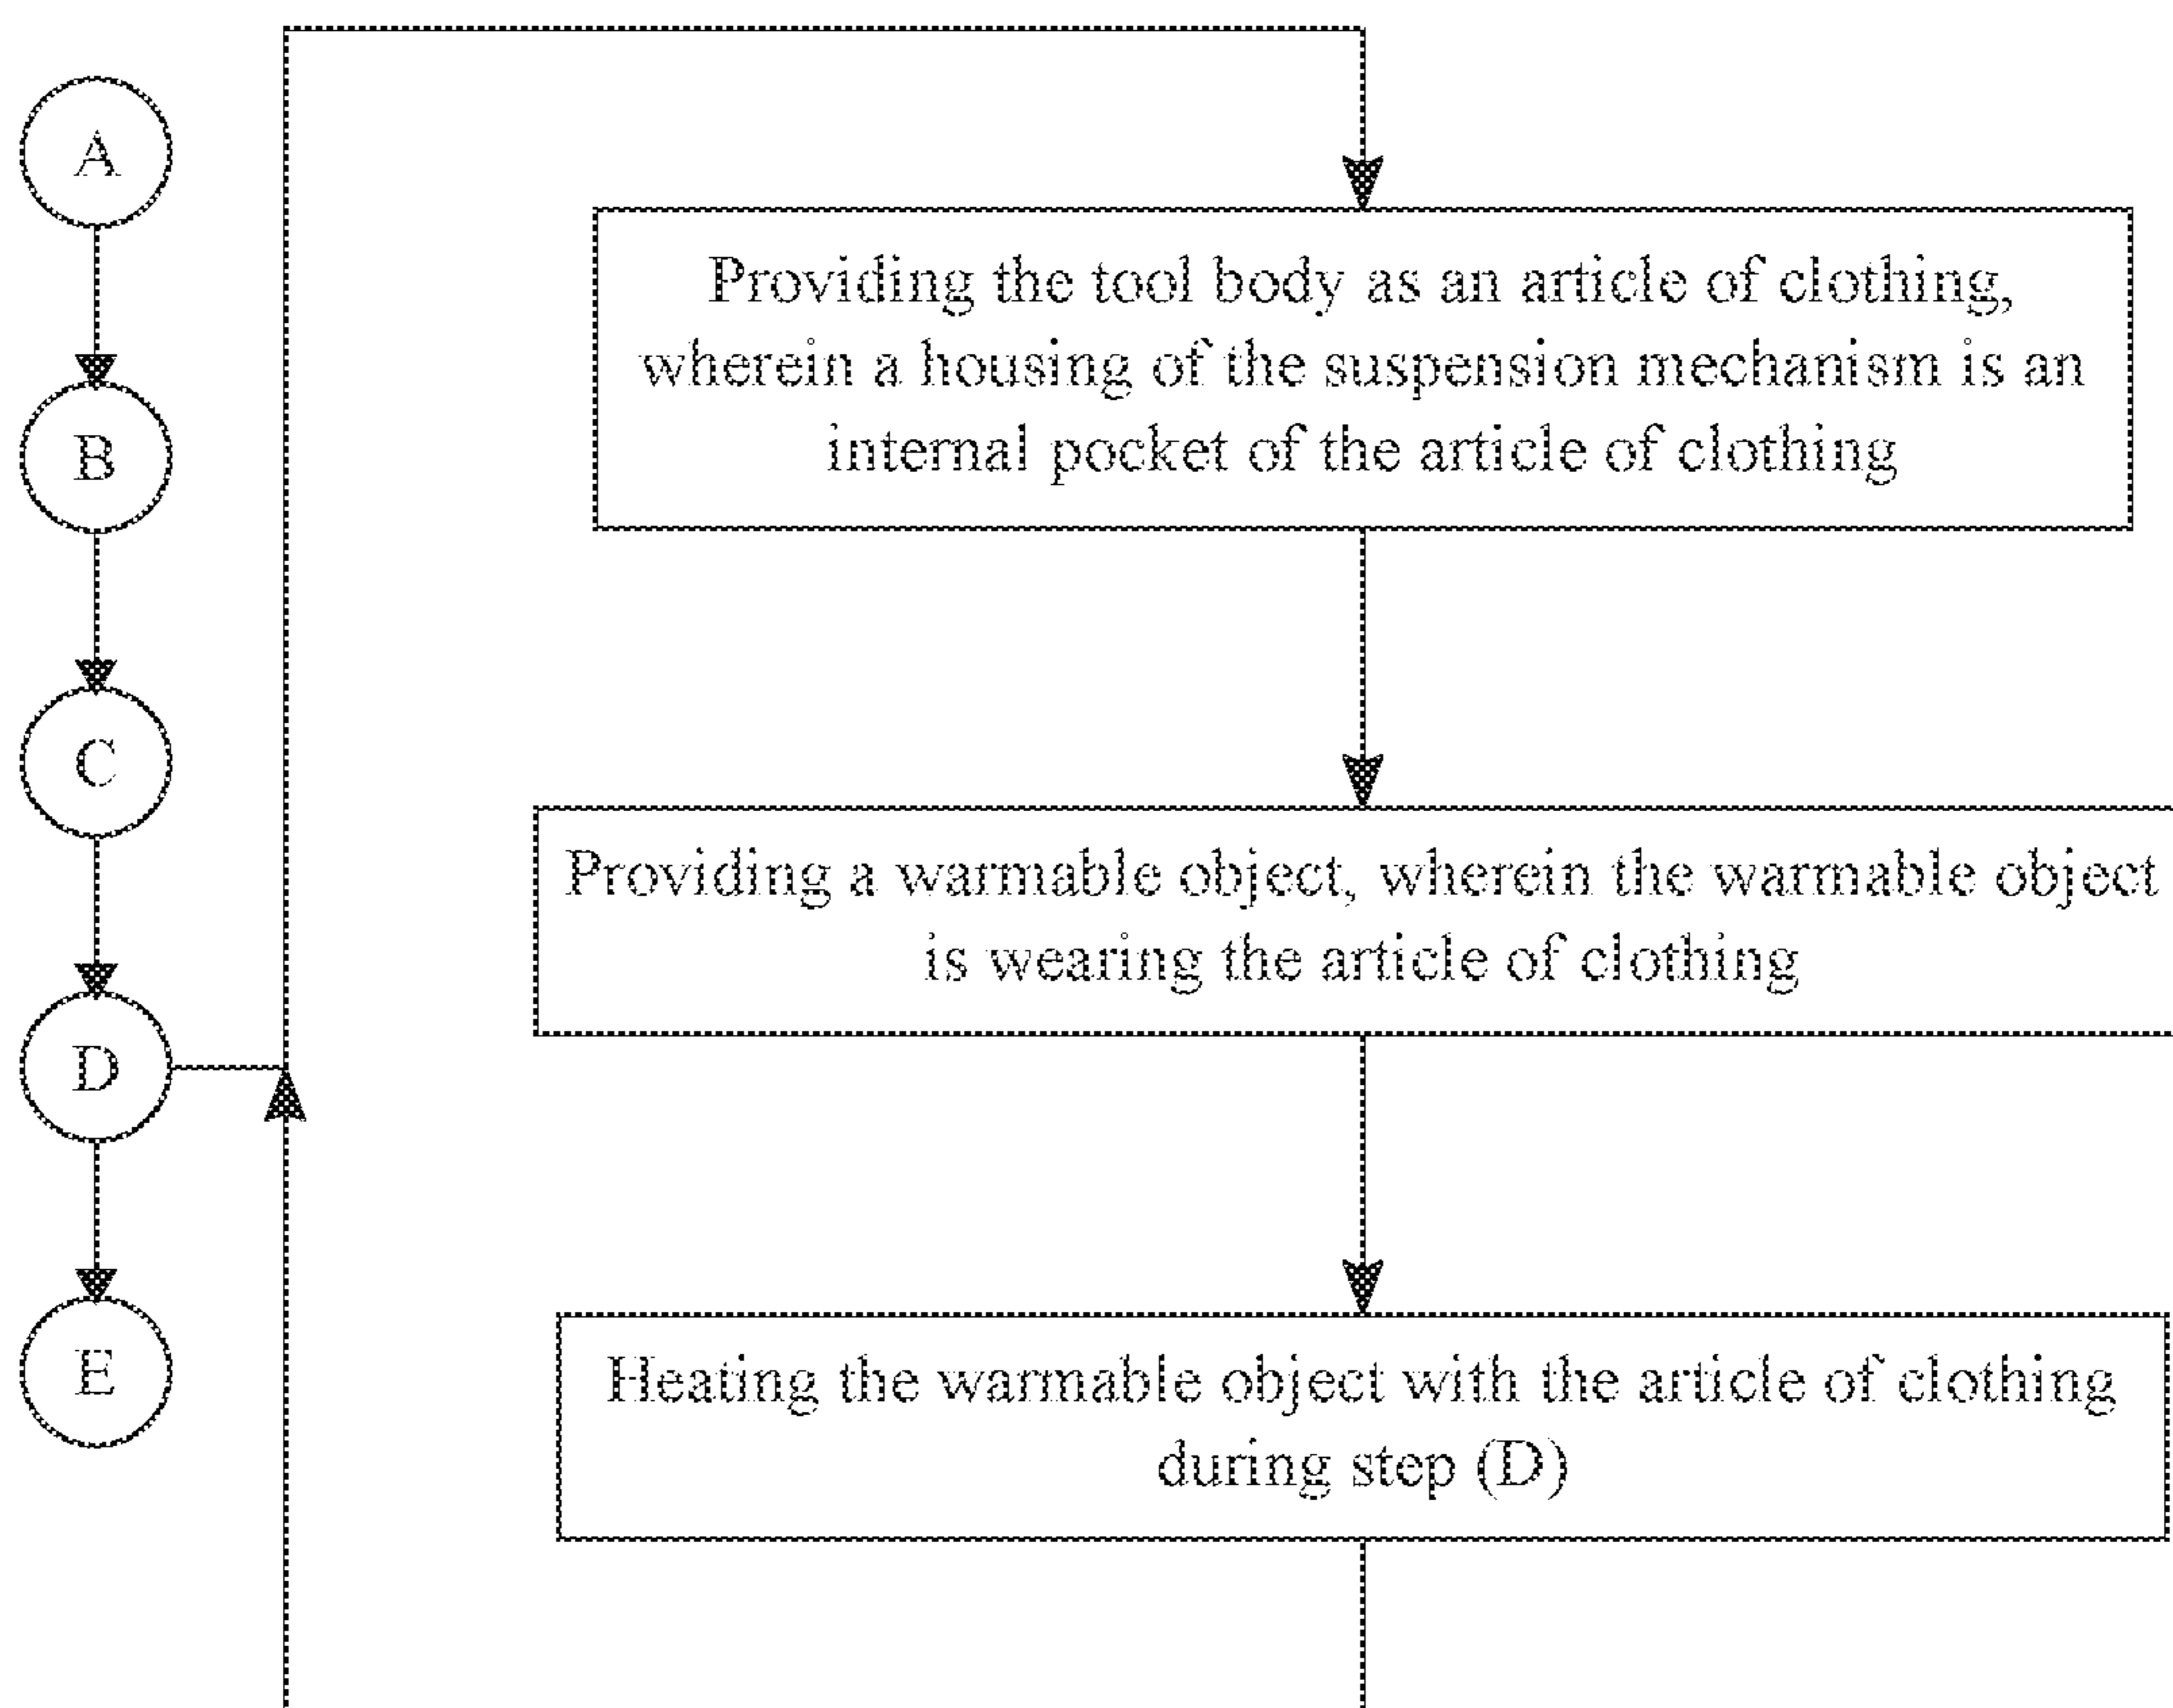 A
B
C
D
E
Providing the tool body as an article of clothing,
wherein a housing of the suspension mechanism is an
internal pocket of the article of clothing
Providing a warmable object, wherein the warmable object
is wearing the article of clothing
Heating the warmable object with the article of clothing
during step (D)